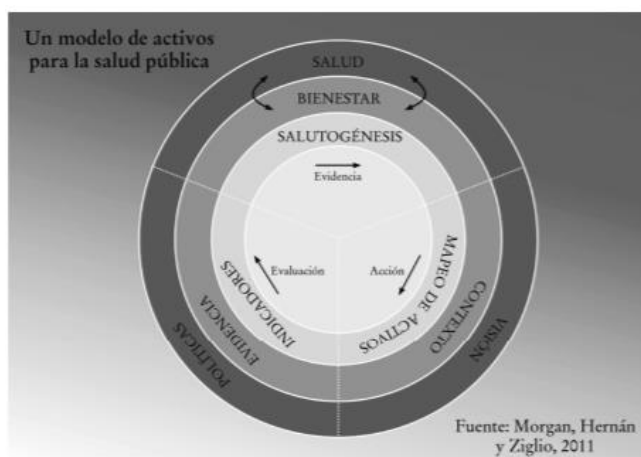 Un modelo de activos
para la salud pública
SALUD
BIENESTAR
SALUTOGÉNESIS
Evidencia
Evaluación
Acción
INDICADORES
EVIDENCIA
POLÍTICAS
MAPEO DE ACTIVOS
CONTEXTO
VISIÓN
Fuente: Morgan, Hernán
y Ziglio, 2011